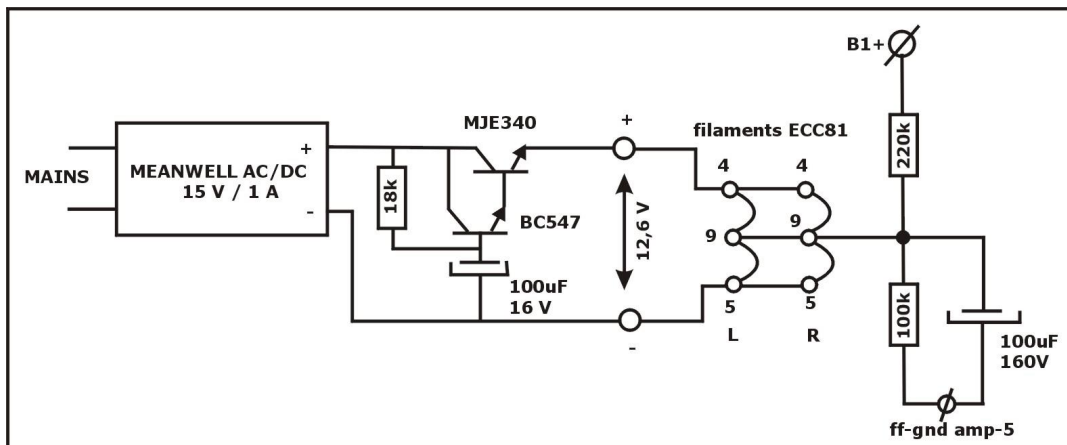 MAINS
MEANWELL AC/DC
15 V / 1 A
+
-
18k
MJE340
BC547
100uF
16 V
+
12,6 V
-
filaments ECC81
4
4
9
9
5
5
L
R
B1+
220k
100k
100uF
160V
ff-gnd amp-5